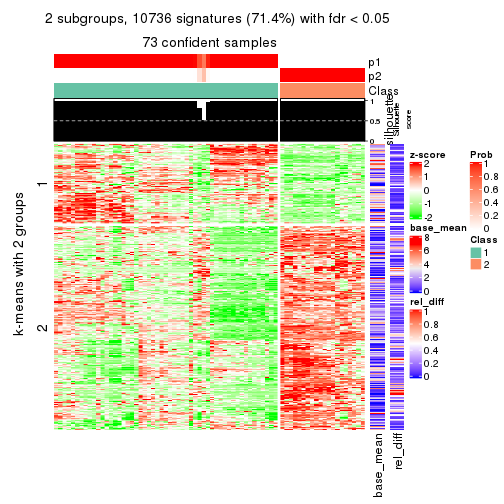 2 subgroups, 10736 signatures (71.4%) with fdr < 0.05
73 confident samples
p1
p2
Class
1
0.5
0
silhouette
Silhouette
score
k-means with 2 groups
1
2
base_mean
rel_diff
z-score
2
1
0
-1
-2
base_mean
8
6
4
2
0
rel_diff
1
0.8
0.6
0.4
0.2
0
Prob
1
0.8
0.6
0.4
0.2
0
Class
1
2